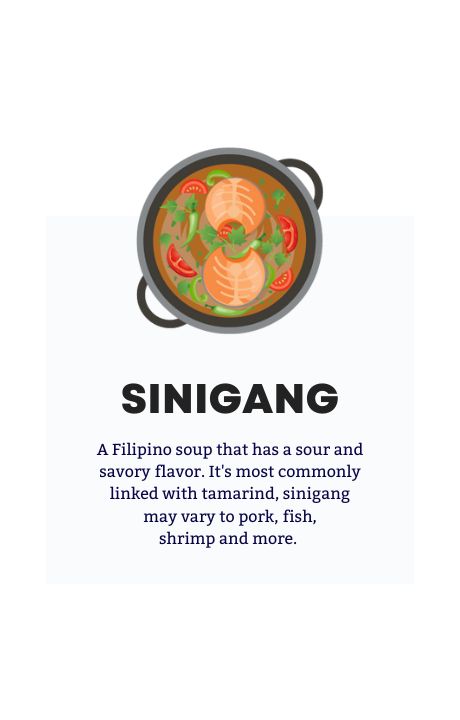 SINIGANG
A Filipino soup that has a sour and
savory flavor. It's most commonly
linked with tamarind, sinigang
may vary to pork, fish,
shrimp and more.